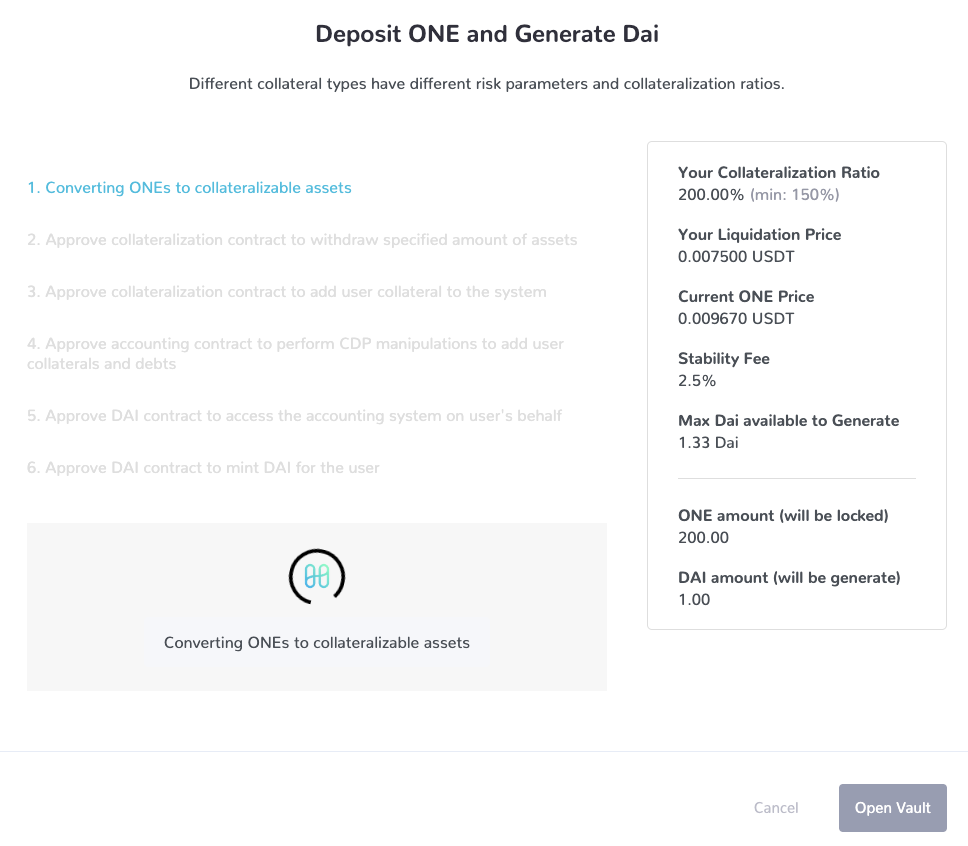 Deposit ONE and Generate Dai
Different collateral types have different risk parameters and collateralization ratios.
1. Converting ONEs to collateralizable assets
2. Approve collateralization contract to withdraw specified amount of assets
3. Approve collateralization contract to add user collateral to the system
4. Approve accounting contract to perform CDP manipulations to add user
collaterals and debts
5. Approve DAI contract to access the accounting system on user's behalf
6. Approve DAI contract to mint DAI for the user
Converting ONEs to collateralizable assets
Your Collateralization Ratio
200.00% (min: 150%)
Your Liquidation Price
0.007500 USDT
Current ONE Price
0.009670 USDT
Stability Fee
2.5%
Max Dai available to Generate
1.33 Dai
ONE amount (will be locked)
200.00
DAI amount (will be generate)
1.00
Cancel
Open Vault